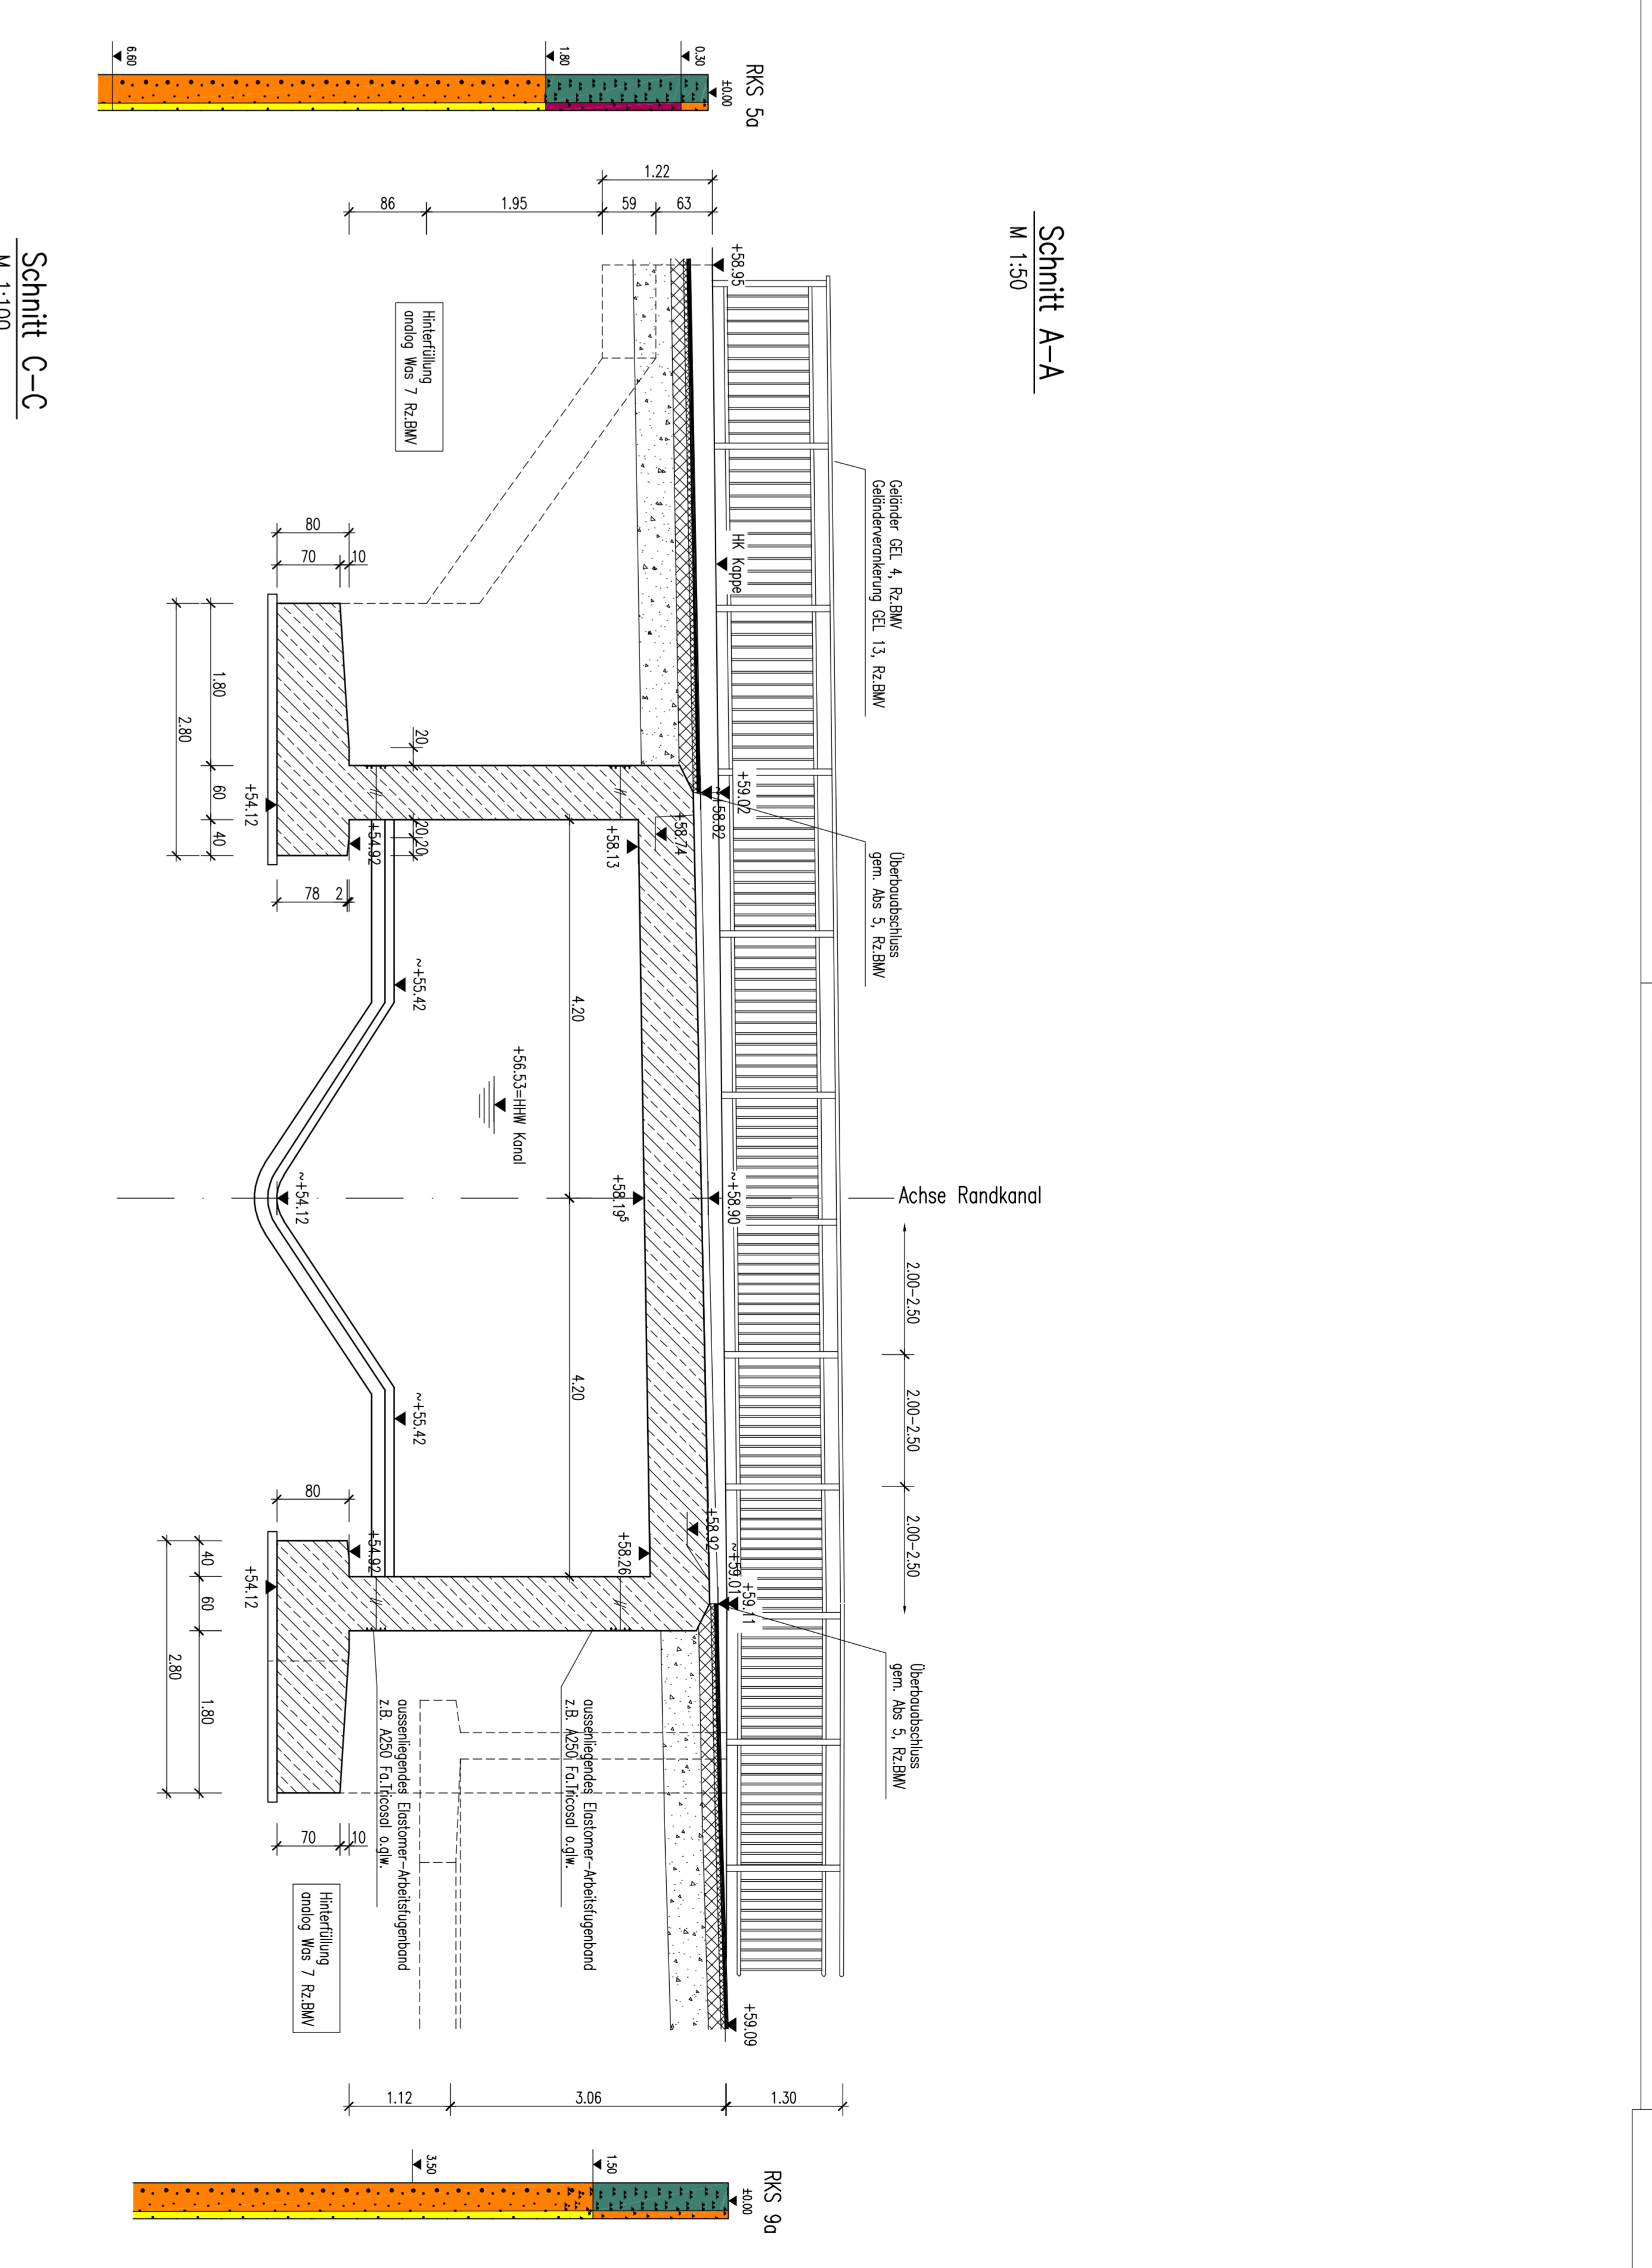 Schnitt A-A
M 1:50
Achse Randkanal
2.00-2.50
2.00-2.50
2.00-2.50
Geländer GEL 4, Rz.BMV
Geländerverankerung GEL 13, Rz.BMV
Überbauabschluss
gem. Abs 5, Rz.BMV
Überbauabschluss
gem. Abs 5, Rz.BMV
RKS 5a
±0.00
0.30
1.80
6.60
RKS 9a
±0.00
1.50
3.50
+58.95
HK Kappe
+59.02
~+58.82
+58.74
~+58.90
+58.92
~+59.01
+59.11
+59.09
1.22
63
59
1.95
86
1.30
3.06
1.12
+58.13
+58.19⁵
+58.26
4.20
4.20
+56.53=HHW Kanal
Hinterfüllung
analog Was 7 Rz.BMV
aussenliegendes Elastomer-Arbeitsfugenband
z.B. A250 Fa.Tricosal o.glw.
aussenliegendes Elastomer-Arbeitsfugenband
z.B. A250 Fa.Tricosal o.glw.
20
20
20
~+55.42
~+55.42
+54.92
+54.92
80
70
10
78
2
80
70
10
~+54.12
Hinterfüllung
analog Was 7 Rz.BMV
+54.12
+54.12
1.80
60
40
2.80
40
60
1.80
2.80
Schnitt C-C
M 1:100